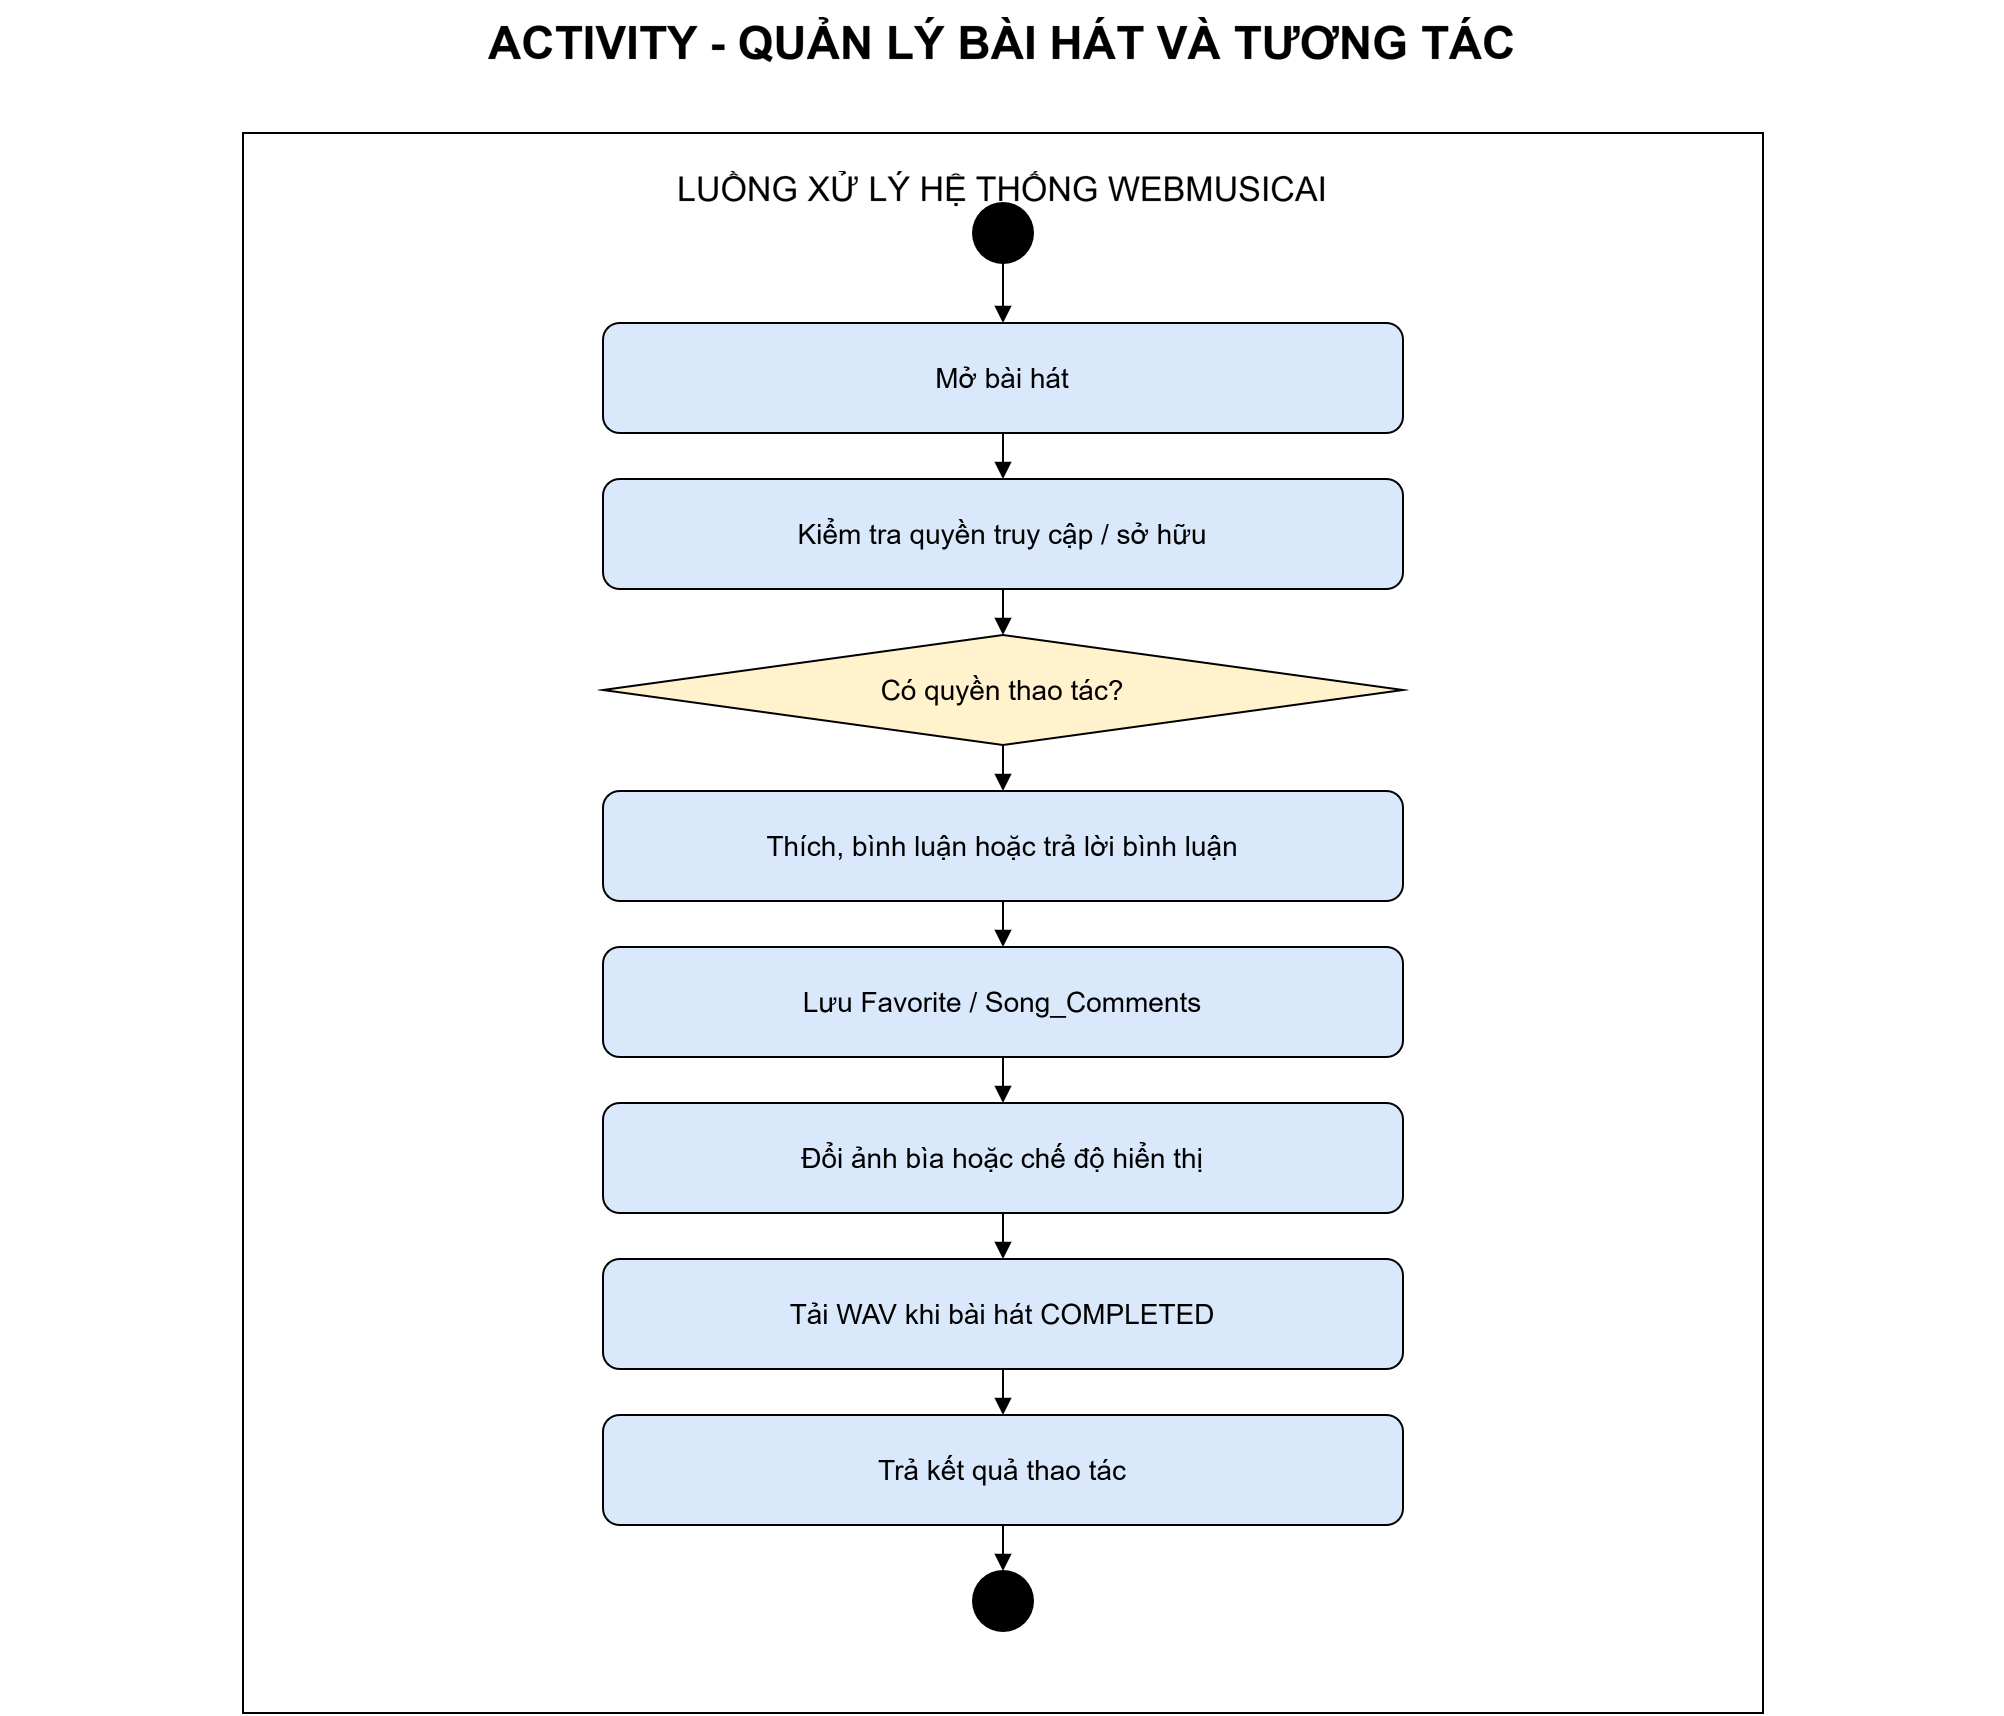 ACTIVITY - QUẢN LÝ BÀI HÁT VÀ TƯƠNG TÁC
LUỒNG XỬ LÝ HỆ THỐNG WEBMUSICAI
Mở bài hát
Kiểm tra quyền truy cập / sở hữu
Có quyền thao tác?
Thích, bình luận hoặc trả lời bình luận
Lưu Favorite / Song_Comments
Đổi ảnh bìa hoặc chế độ hiển thị
Tải WAV khi bài hát COMPLETED
Trả kết quả thao tác